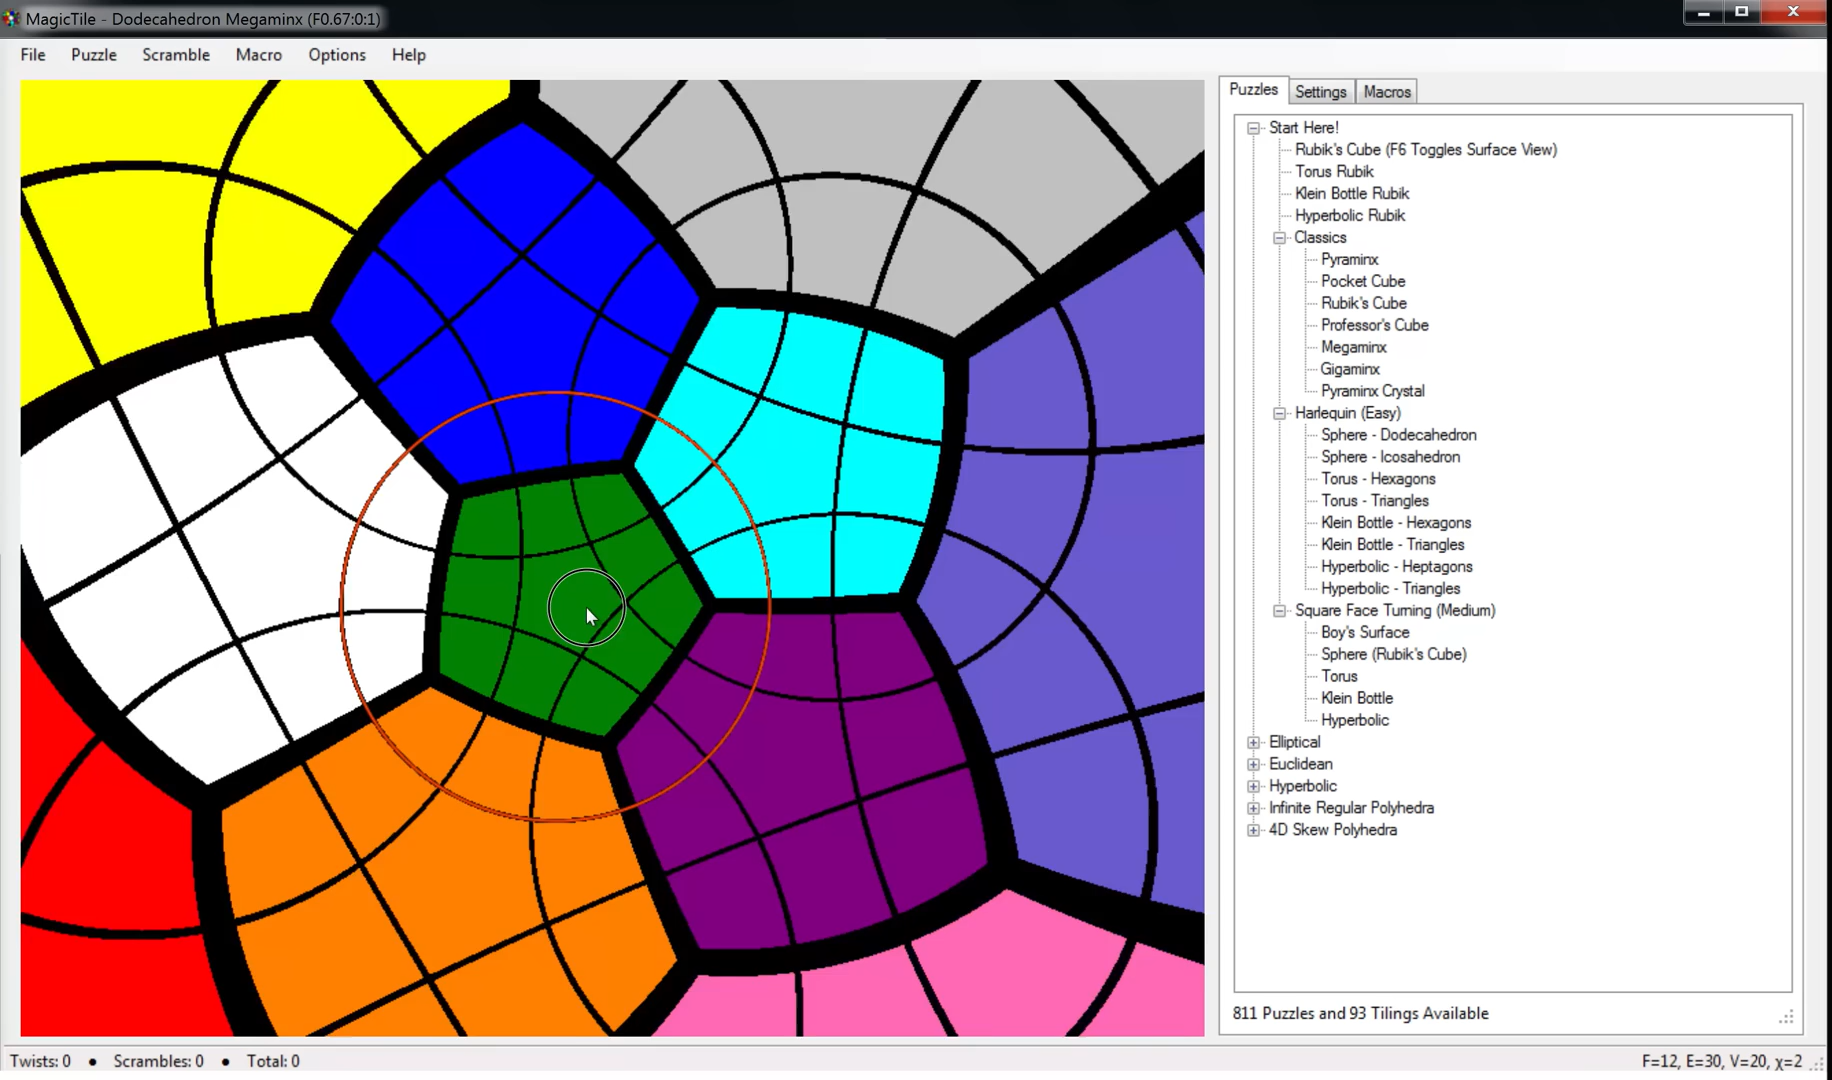 MagicTile - Dodecahedron Megaminx (F0.67:0:1)
File Puzzle Scramble Macro Options Help
Puzzles Settings Macros
Start Here!
Rubik's Cube (F6 Toggles Surface View)
Torus Rubik
Klein Bottle Rubik
Hyperbolic Rubik
Classics
Pyraminx
Pocket Cube
Rubik's Cube
Professor's Cube
Megaminx
Gigaminx
Pyraminx Crystal
Harlequin (Easy)
Sphere - Dodecahedron
Sphere - Icosahedron
Torus - Hexagons
Torus - Triangles
Klein Bottle - Hexagons
Klein Bottle - Triangles
Hyperbolic - Heptagons
Hyperbolic - Triangles
Square Face Turning (Medium)
Boy's Surface
Sphere (Rubik's Cube)
Torus
Klein Bottle
Hyperbolic
Elliptical
Euclidean
Hyperbolic
Infinite Regular Polyhedra
4D Skew Polyhedra
811 Puzzles and 93 Tilings Available
Twists: 0 • Scrambles: 0 • Total: 0
F=12, E=30, V=20, χ=2